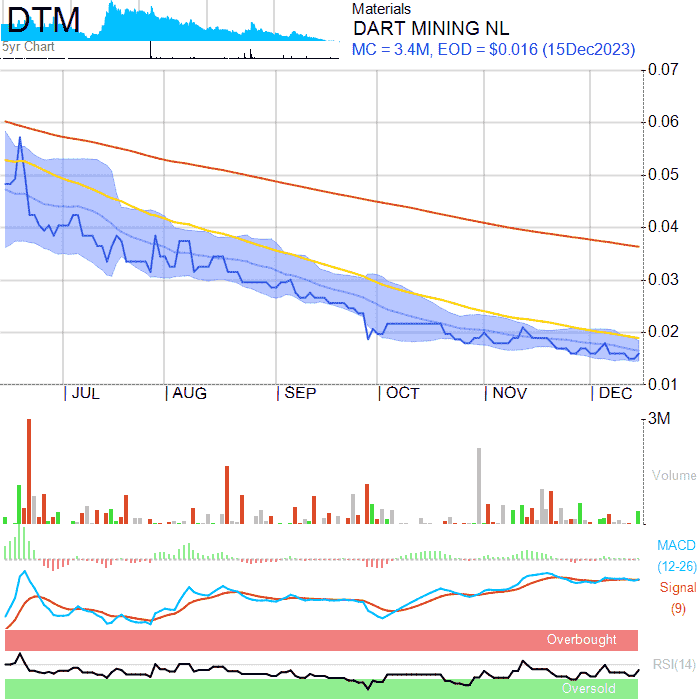 DTM
5yr Chart
Materials
DART MINING NL
MC = 3.4M, EOD = $0.016 (15Dec2023)
0.07
0.06
0.05
0.04
0.03
0.02
0.01
JUL AUG SEP OCT NOV DEC
3M
Volume
MACD
(12-26)
Signal
(9)
Overbought
RSI(14)
Oversold